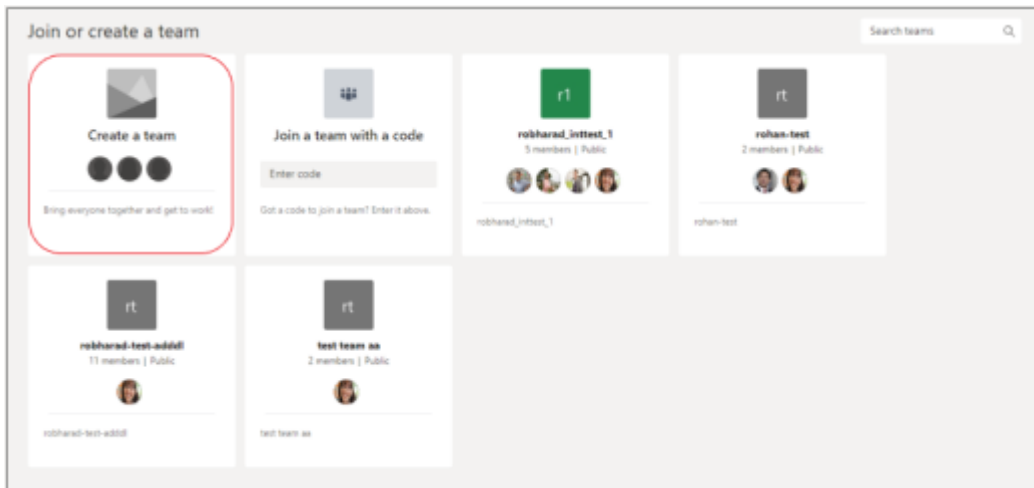 Join or create a team
Search teams
Create a team
Bring everyone together and get to work!
Join a team with a code
Enter code
Got a code to join a team? Enter it above.
r1
robharad_inttest_1
5 members | Public
robharad_inttest_1
rt
rohan-test
2 members | Public
rohan-test
rt
robharad-test-adddl
11 members | Public
robharad-test-adddl
rt
test team aa
2 members | Public
test team aa